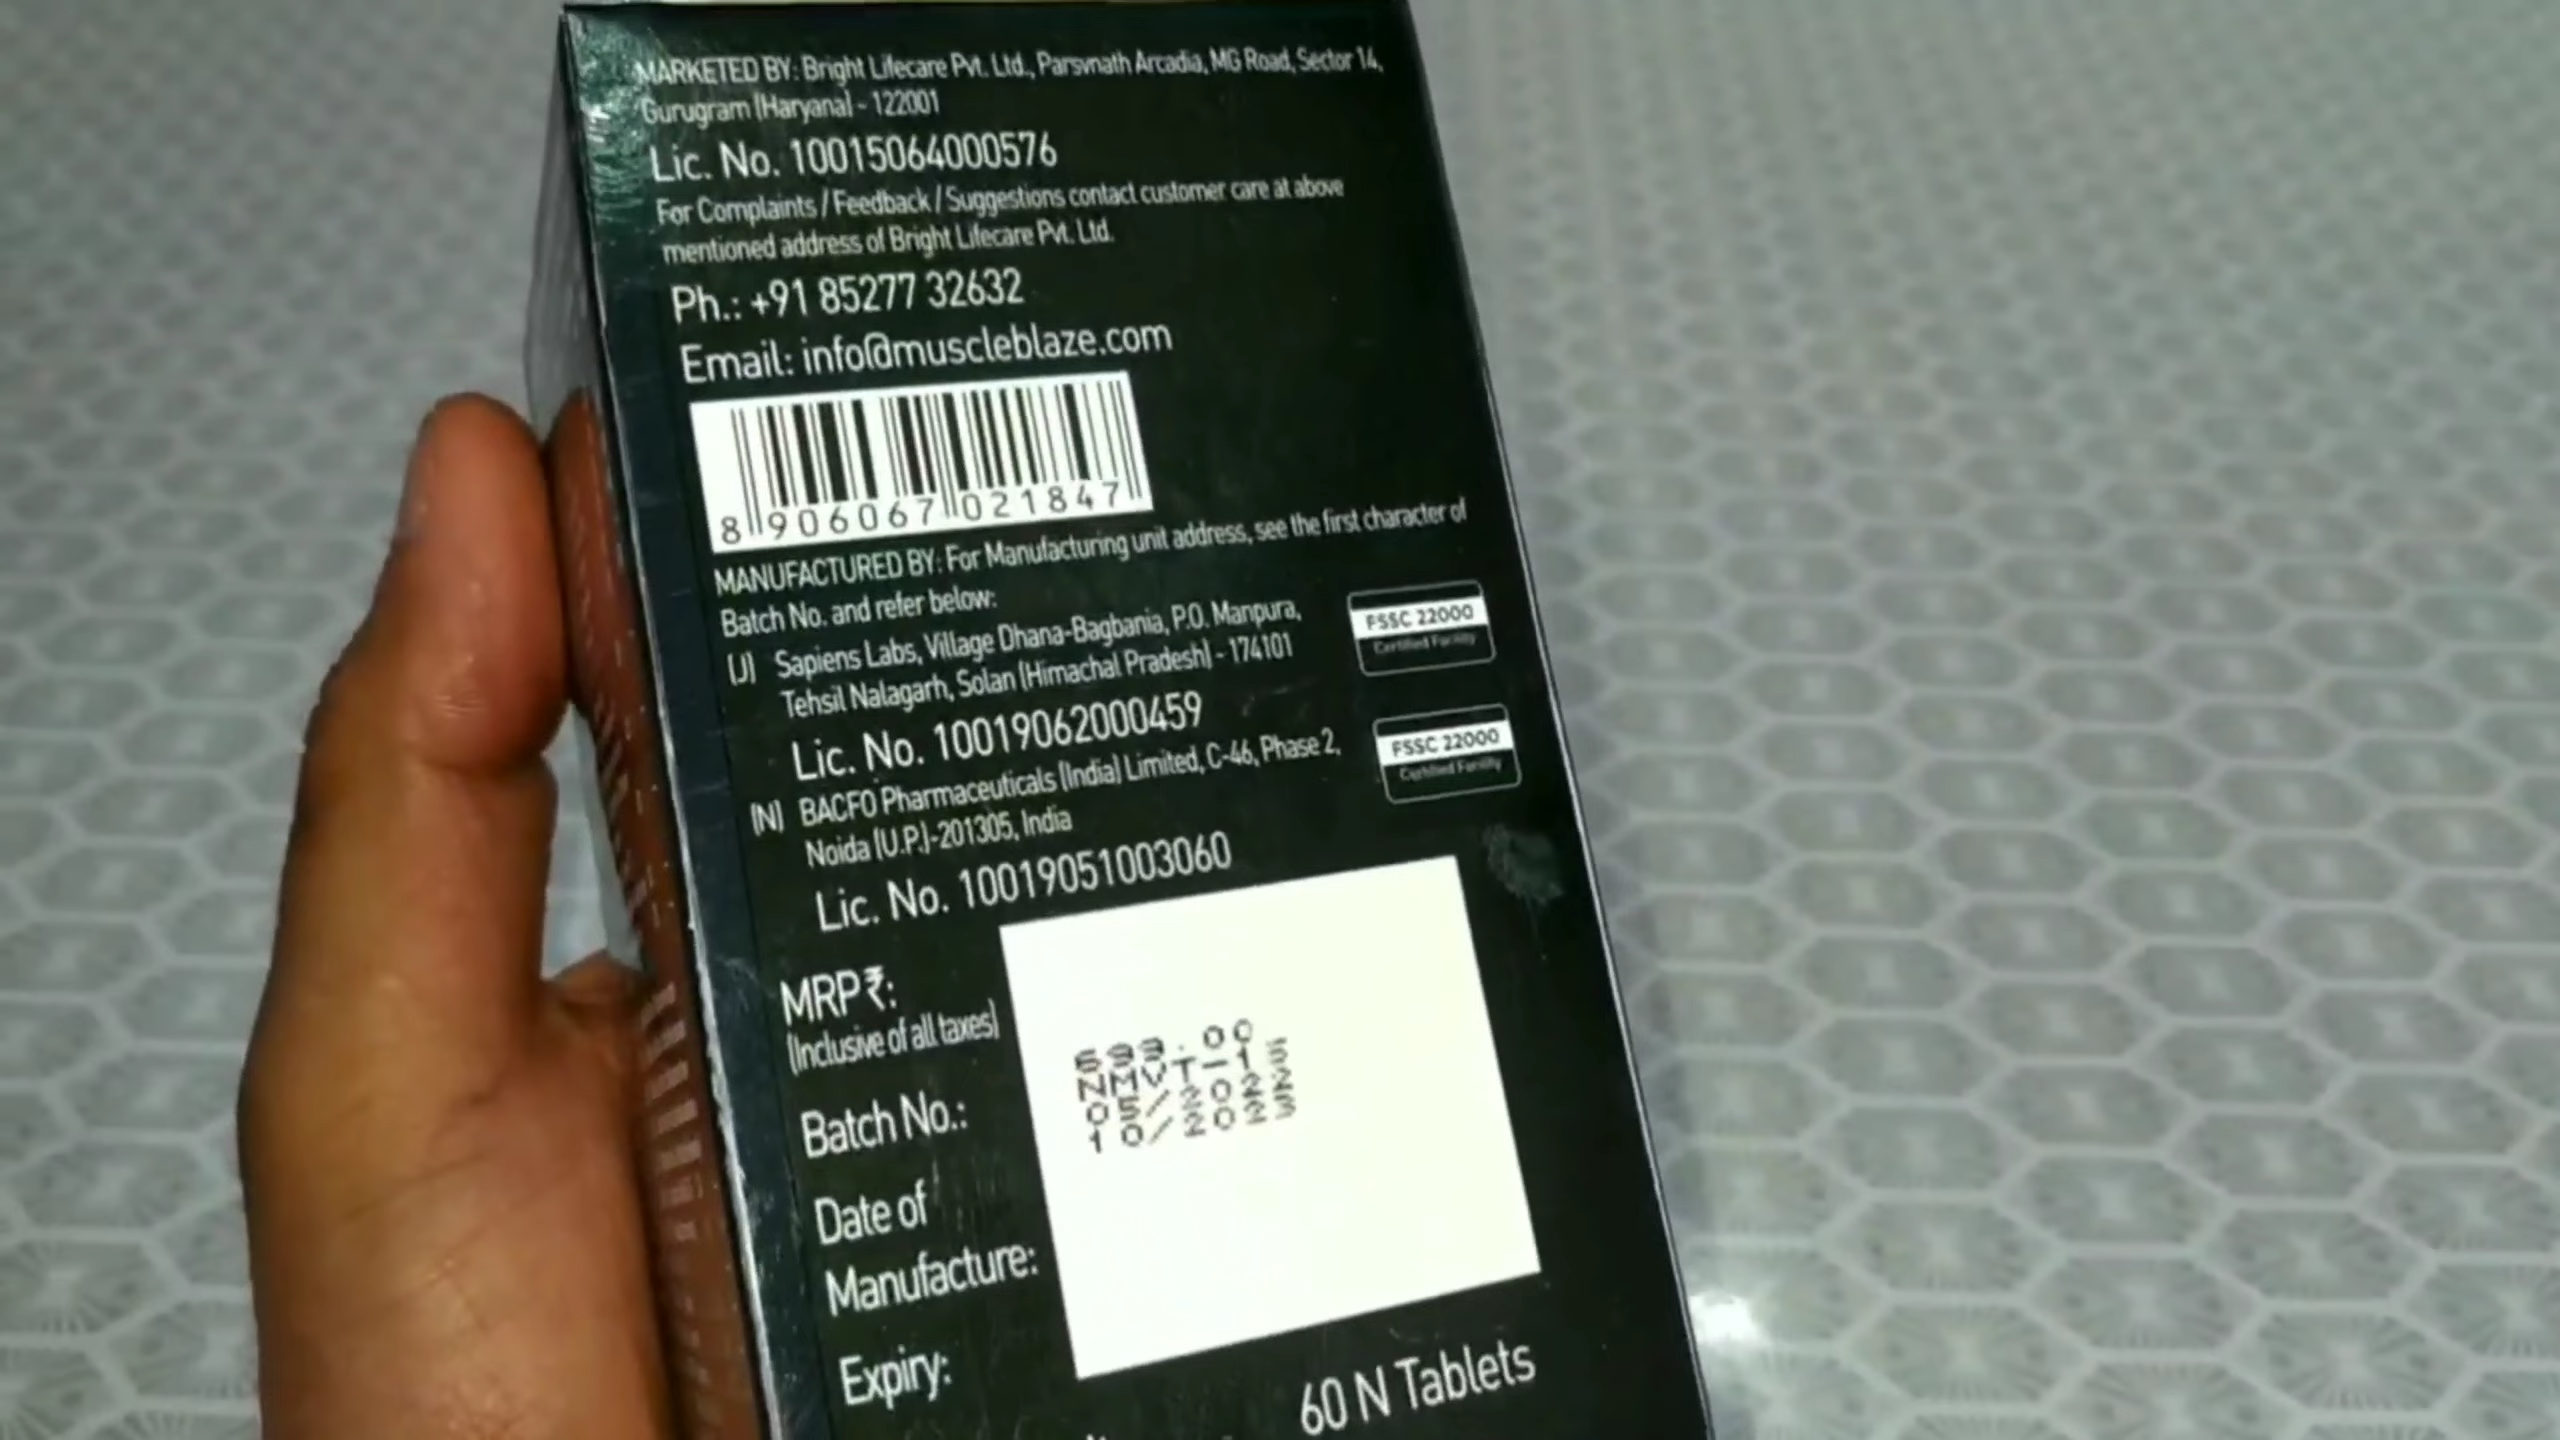 MARKETED BY: Bright Lifecare Pvt. Ltd., Parsvnath Arcadia, MG Road, Sector 14,
Gurugram (Haryana) - 122001
Lic. No. 10015064000576
For Complaints / Feedback / Suggestions contact customer care at above
mentioned address of Bright Lifecare Pvt. Ltd.
Ph.: +91 85277 32632
Email: info@muscleblaze.com
8 906067 021847
MANUFACTURED BY: For Manufacturing unit address, see the first character of
Batch No. and refer below:
(J) Sapiens Labs, Village Dhana-Bagbania, P.O. Manpura,
Tehsil Nalagarh, Solan (Himachal Pradesh) - 174101
FSSC 22000
Certified Facility
Lic. No. 10019062000459
(N) BACFO Pharmaceuticals (India) Limited, C-46, Phase 2,
Noida (U.P.)-201305, India
FSSC 22000
Certified Facility
Lic. No. 10019051003060
MRP₹:
(Inclusive of all taxes)
Batch No.:
Date of
Manufacture:
Expiry:
60 N Tablets